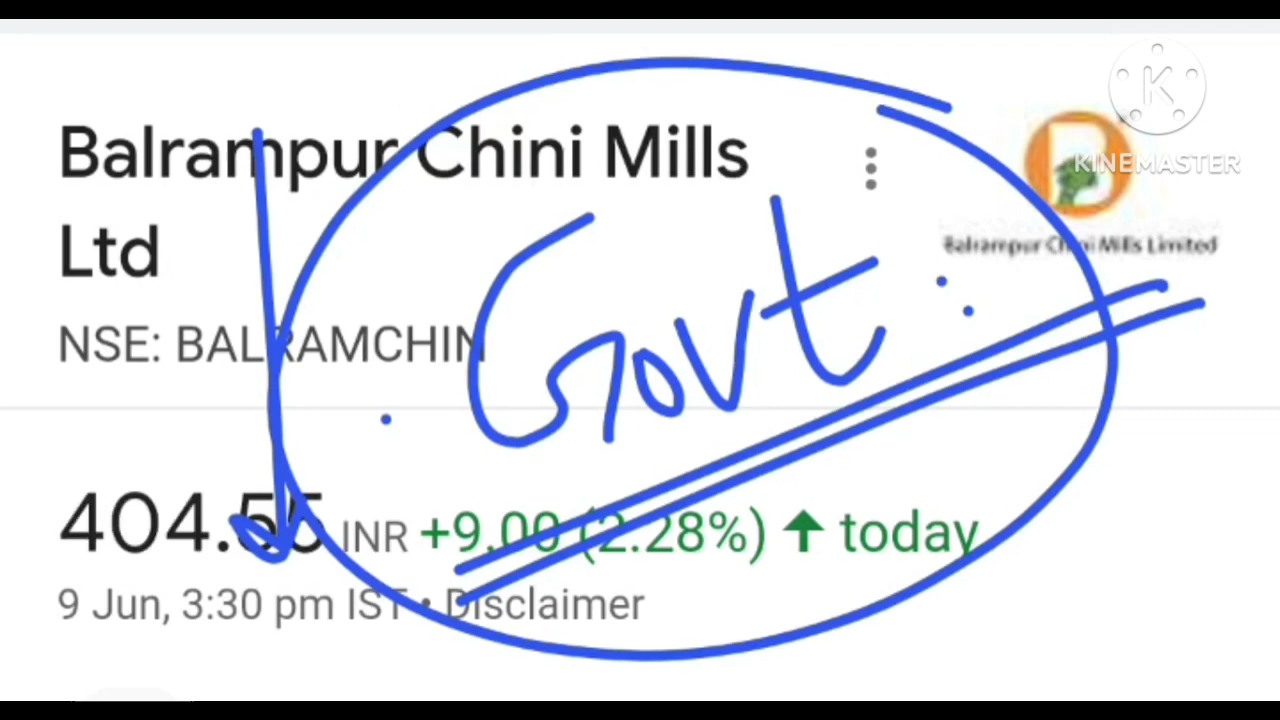 Balrampur Chini Mills
Ltd
NSE: BALRAMCHIN
KINEMASTER
Balrampur Chini Mills Limited
Govt
404.55 INR +9.00 (2.28%) ↑ today
9 Jun, 3:30 pm IST • Disclaimer